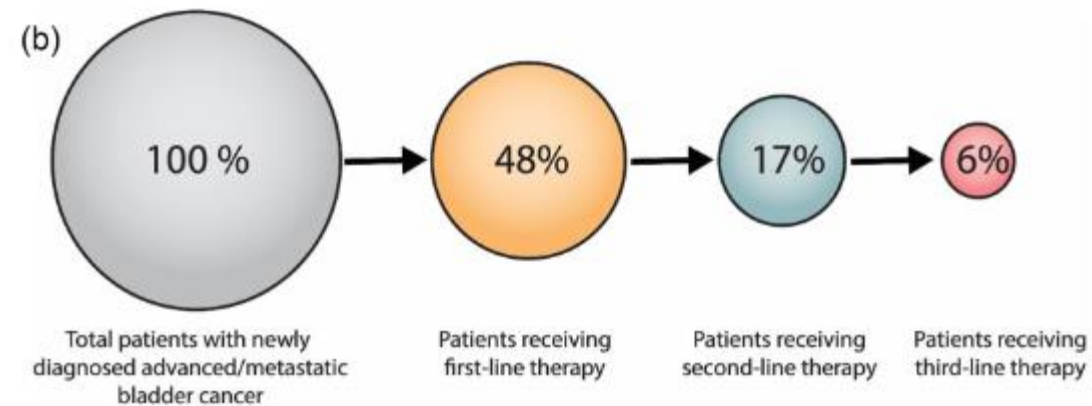 (b)
100 %
48%
17%
6%
Total patients with newly
diagnosed advanced/metastatic
bladder cancer
Patients receiving
first-line therapy
Patients receiving
second-line therapy
Patients receiving
third-line therapy